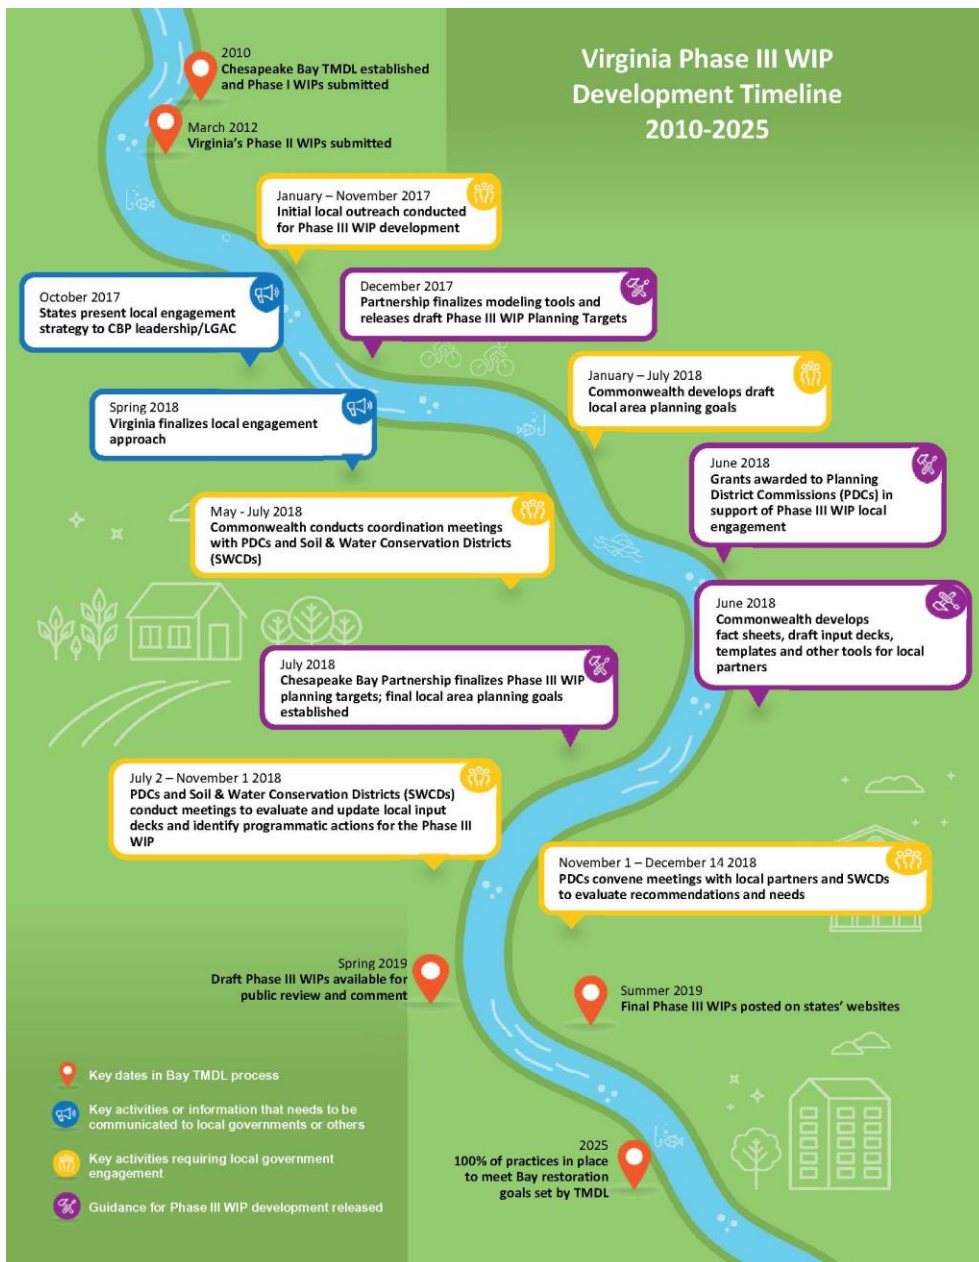 Virginia Phase III WIP
Development Timeline
2010-2025
2010
Chesapeake Bay TMDL established
and Phase I WIPs submitted
March 2012
Virginia's Phase II WIPs submitted
January – November 2017
Initial local outreach conducted
for Phase III WIP development
October 2017
States present local engagement
strategy to CBP leadership/LGAC
December 2017
Partnership finalizes modeling tools and
releases draft Phase III WIP Planning Targets
January – July 2018
Commonwealth develops draft
local area planning goals
Spring 2018
Virginia finalizes local engagement
approach
June 2018
Grants awarded to Planning
District Commissions (PDCs) in
support of Phase III WIP local
engagement
May - July 2018
Commonwealth conducts coordination meetings
with PDCs and Soil & Water Conservation Districts
(SWCDs)
June 2018
Commonwealth develops
fact sheets, draft input decks,
templates and other tools for local
partners
July 2018
Chesapeake Bay Partnership finalizes Phase III WIP
planning targets; final local area planning goals
established
July 2 – November 1 2018
PDCs and Soil & Water Conservation Districts (SWCDs)
conduct meetings to evaluate and update local input
decks and identify programmatic actions for the Phase III
WIP
November 1 – December 14 2018
PDCs convene meetings with local partners and SWCDs
to evaluate recommendations and needs
Spring 2019
Draft Phase III WIPs available for
public review and comment
Summer 2019
Final Phase III WIPs posted on states' websites
2025
100% of practices in place
to meet Bay restoration
goals set by TMDL
Key dates in Bay TMDL process
Key activities or information that needs to be
communicated to local governments or others
Key activities requiring local government
engagement
Guidance for Phase III WIP development released